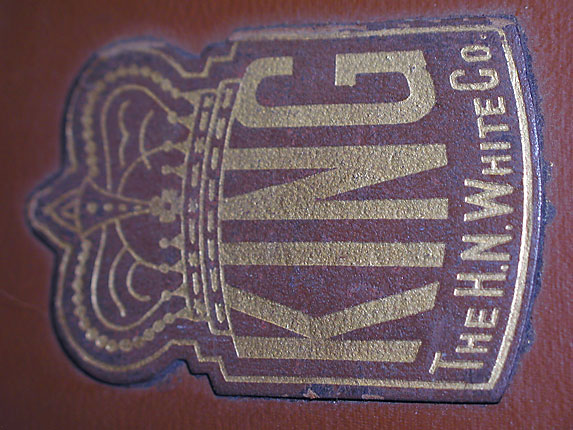 KING
THE H.N. WHITE CO.